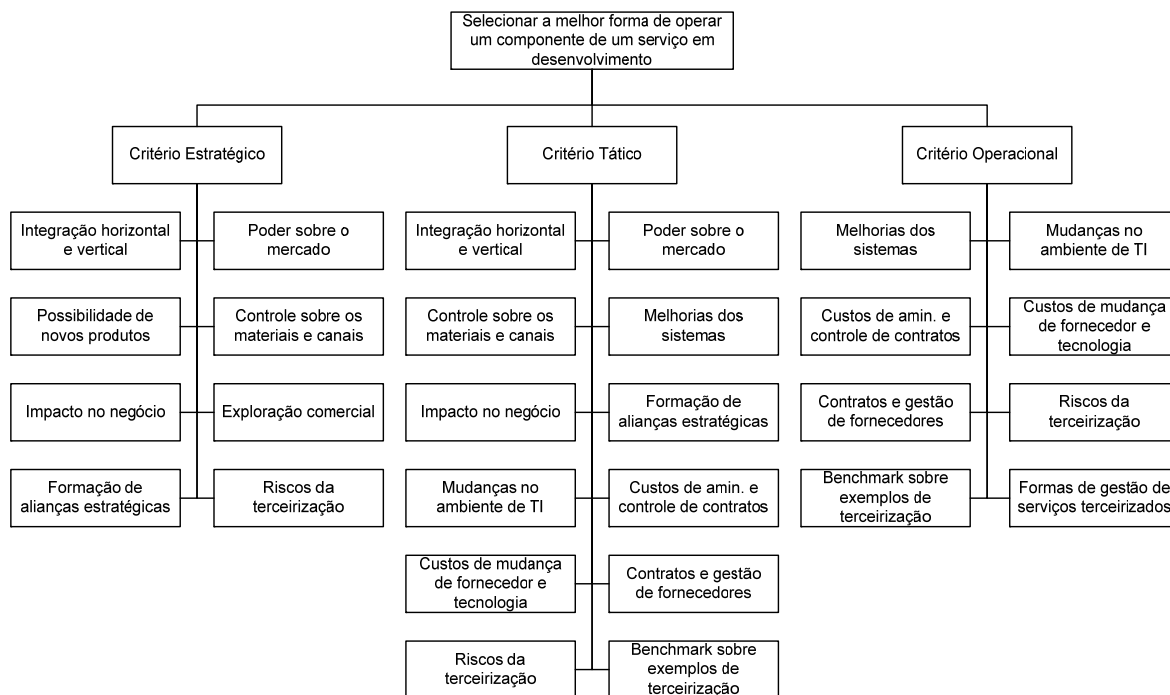 Selecionar a melhor forma de operar
um componente de um serviço em
desenvolvimento
Critério Estratégico
Critério Tático
Critério Operacional
Integração horizontal
e vertical
Poder sobre o
mercado
Possibilidade de
novos produtos
Controle sobre os
materiais e canais
Impacto no negócio
Exploração comercial
Formação de
alianças estratégicas
Riscos da
terceirização
Integração horizontal
e vertical
Poder sobre o
mercado
Controle sobre os
materiais e canais
Melhorias dos
sistemas
Impacto no negócio
Formação de
alianças estratégicas
Mudanças no
ambiente de TI
Custos de amin. e
controle de contratos
Custos de mudança
de fornecedor e
tecnologia
Contratos e gestão
de fornecedores
Riscos da
terceirização
Benchmark sobre
exemplos de
terceirização
Melhorias dos
sistemas
Mudanças no
ambiente de TI
Custos de amin. e
controle de contratos
Custos de mudança
de fornecedor e
tecnologia
Contratos e gestão
de fornecedores
Riscos da
terceirização
Benchmark sobre
exemplos de
terceirização
Formas de gestão de
serviços terceirizados